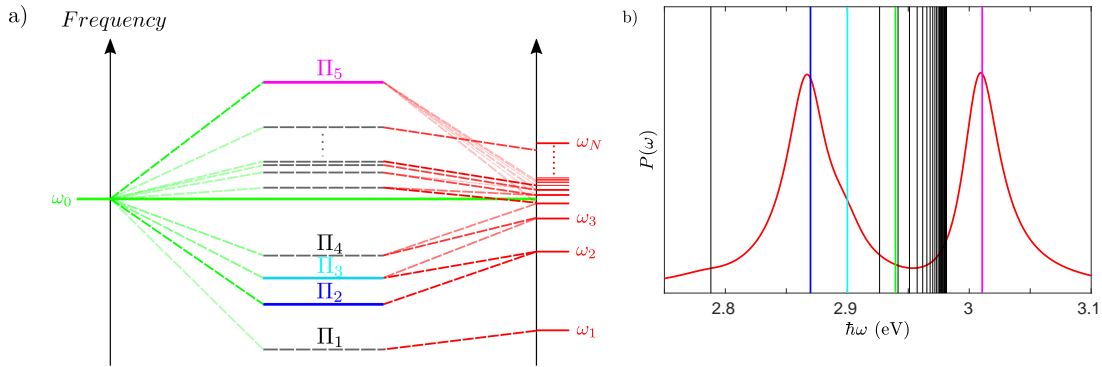 a)
Frequency
Π5
ωN
ω0
ω3
Π4
Π3
ω2
Π2
Π1
ω1
b)
P(ω)
2.8 2.9 3 3.1
ħω (eV)